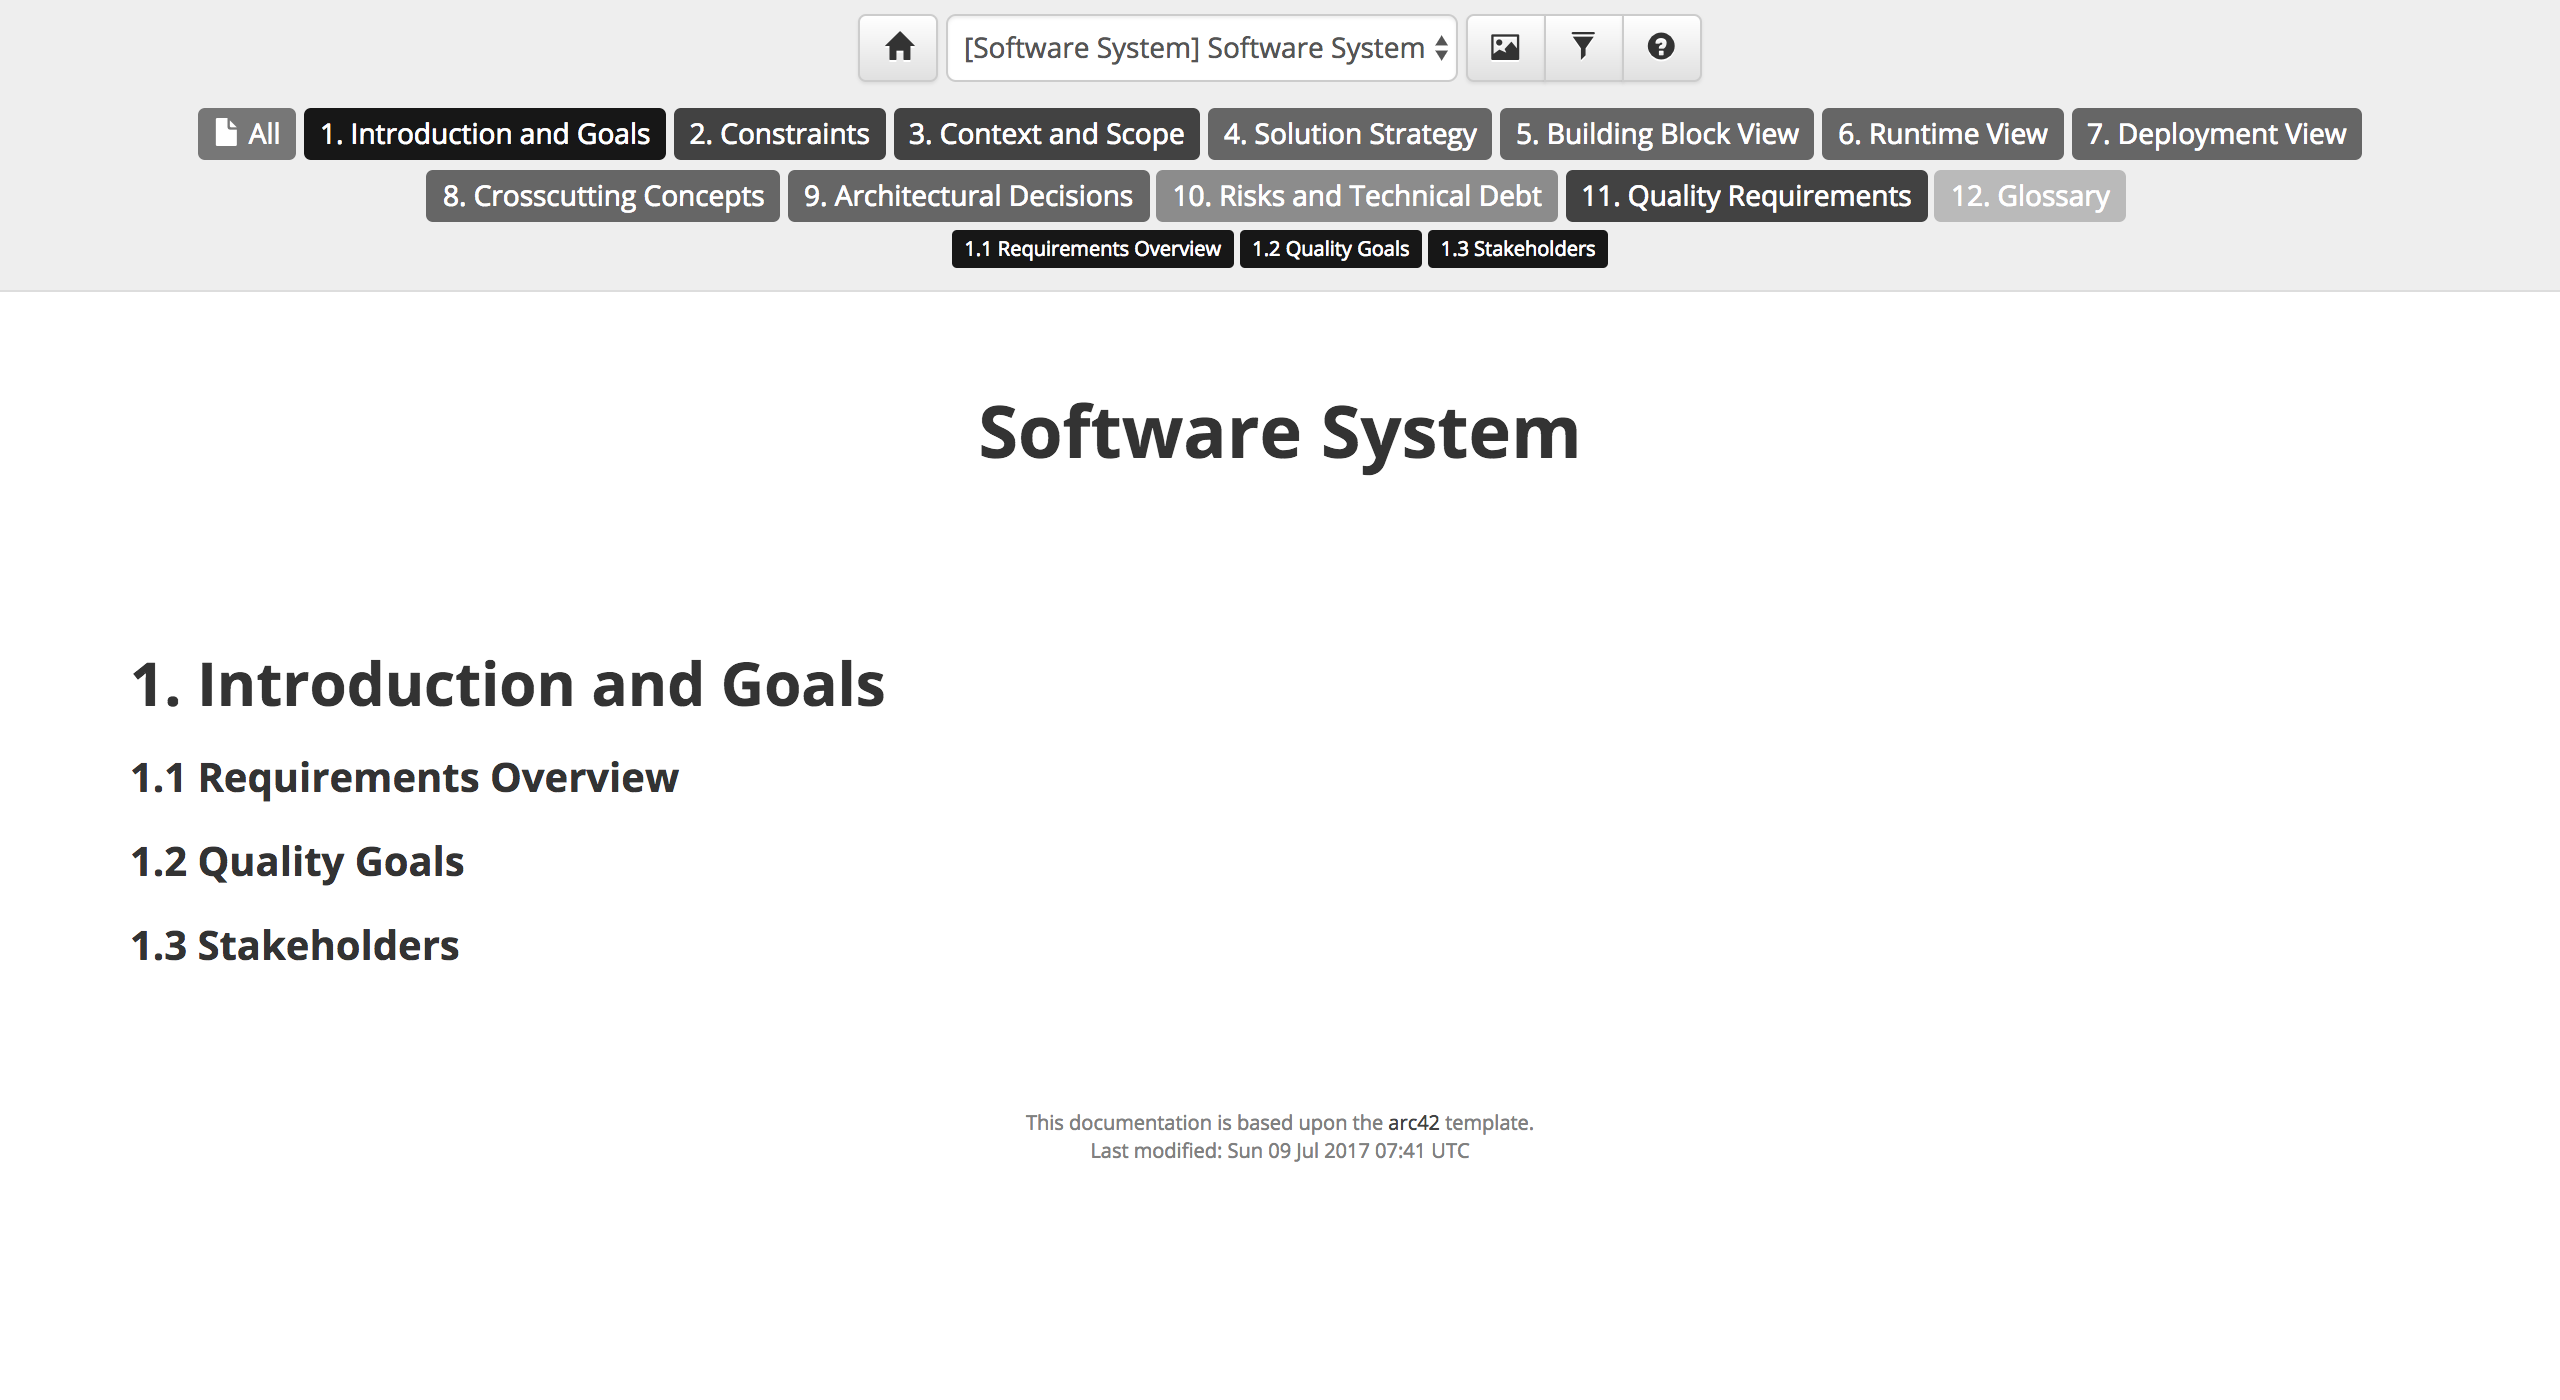 [Software System] Software System
All 1. Introduction and Goals 2. Constraints 3. Context and Scope 4. Solution Strategy 5. Building Block View 6. Runtime View 7. Deployment View
8. Crosscutting Concepts 9. Architectural Decisions 10. Risks and Technical Debt 11. Quality Requirements 12. Glossary
1.1 Requirements Overview 1.2 Quality Goals 1.3 Stakeholders
Software System
1. Introduction and Goals
1.1 Requirements Overview
1.2 Quality Goals
1.3 Stakeholders
This documentation is based upon the arc42 template.
Last modified: Sun 09 Jul 2017 07:41 UTC